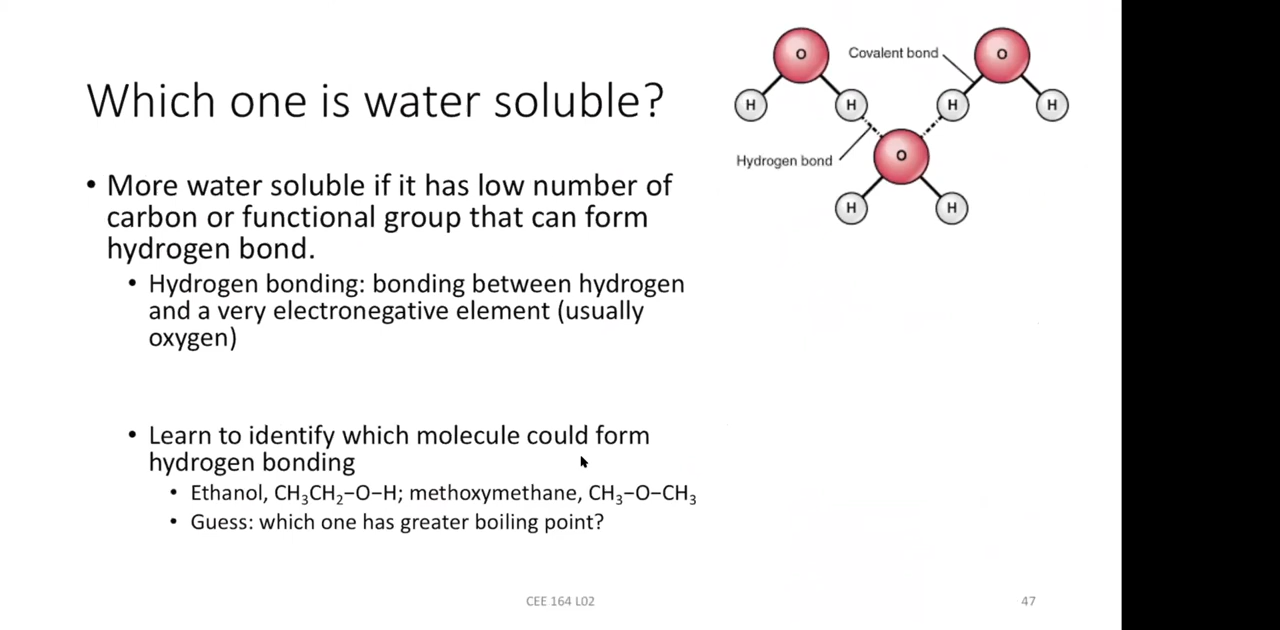 Which one is water soluble?
• More water soluble if it has low number of
carbon or functional group that can form
hydrogen bond.
• Hydrogen bonding: bonding between hydrogen
and a very electronegative element (usually
oxygen)
• Learn to identify which molecule could form
hydrogen bonding
• Ethanol, CH₃CH₂−O−H; methoxymethane, CH₃−O−CH₃
• Guess: which one has greater boiling point?
O Covalent bond O
H H H H
Hydrogen bond O
H H
CEE 164 L02 47